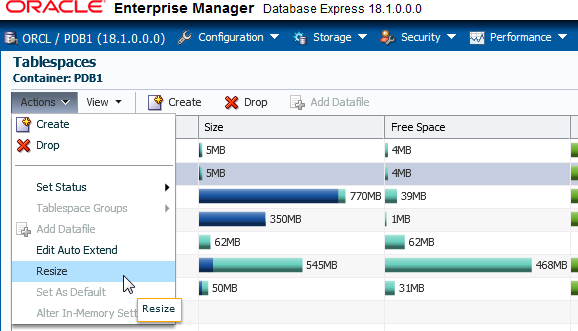 ORACLE Enterprise Manager Database Express 18.1.0.0.0
ORCL / PDB1 (18.1.0.0.0) Configuration Storage Security Performance
Tablespaces
Container: PDB1
Actions View Create Drop Add Datafile
Size Free Space
Create
Drop
Set Status
Tablespace Groups
Add Datafile
Edit Auto Extend
Resize
Set As Default
Alter In-Memory Sett
Resize
5MB 4MB
5MB 4MB
770MB 39MB
350MB 1MB
62MB 62MB
545MB 468MB
50MB 31MB